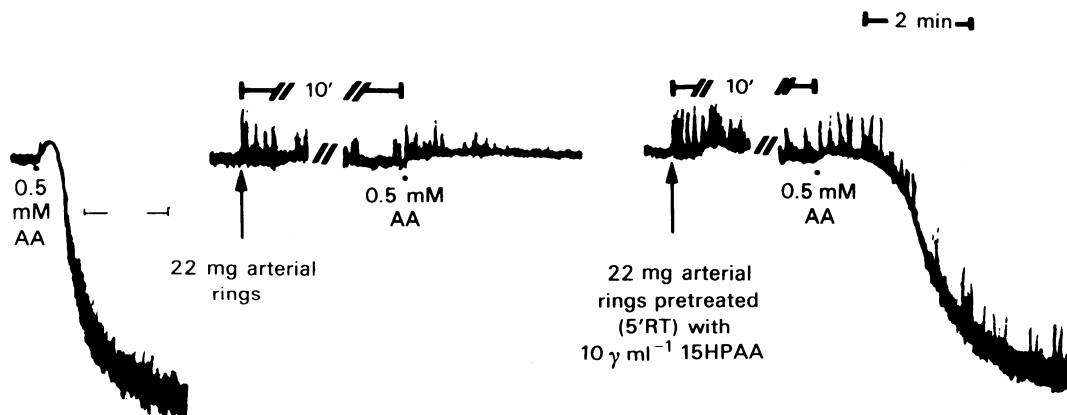 2 min
10'
10'
0.5
mM
AA
0.5 mM
AA
0.5 mM
AA
22 mg arterial
rings
22 mg arterial
rings pretreated
(5'RT) with
10 γ ml⁻¹ 15HPAA